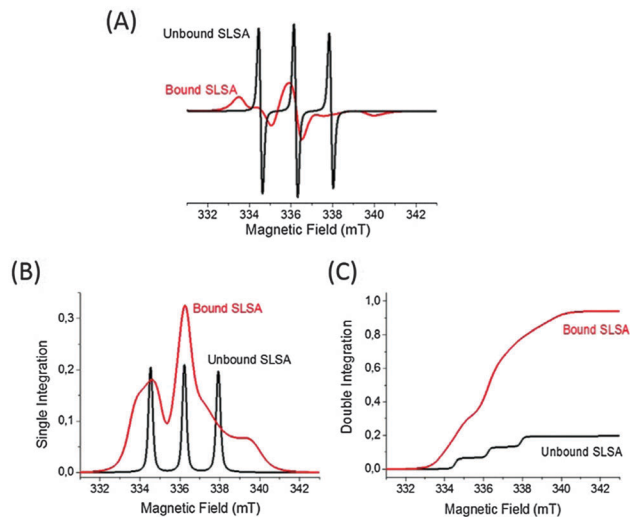 (A)
Unbound SLSA
Bound SLSA
332 334 336 338 340 342
Magnetic Field (mT)
(B)
Bound SLSA
Unbound SLSA
Single Integration
0,3
0,2
0,1
0,0
332 334 336 338 340 342
Magnetic Field (mT)
(C)
Bound SLSA
Unbound SLSA
Double Integration
1,0
0,8
0,6
0,4
0,2
0,0
332 334 336 338 340 342
Magnetic Field (mT)